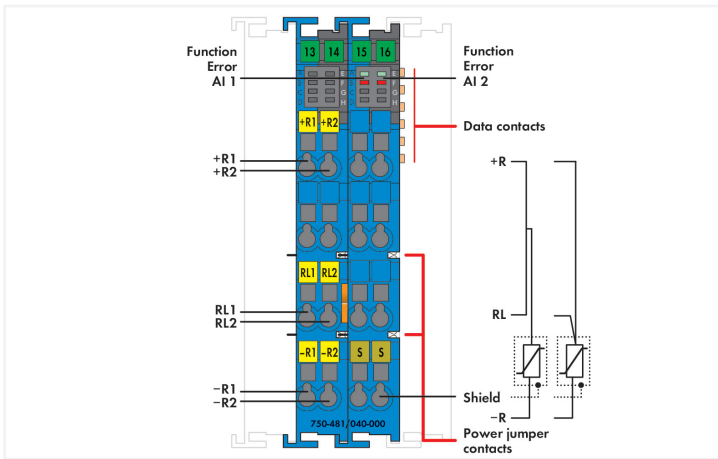 Function
Error
AI 1
13 14 15 16
Function
Error
AI 2
E
F
G
H
+R1 +R2
Data contacts
+R1
+R2
+R
RL1 RL2
RL1
RL2
RL
-R1 -R2 S S
−R1
−R2
Shield
−R
750-481/040-000
Power jumper
contacts